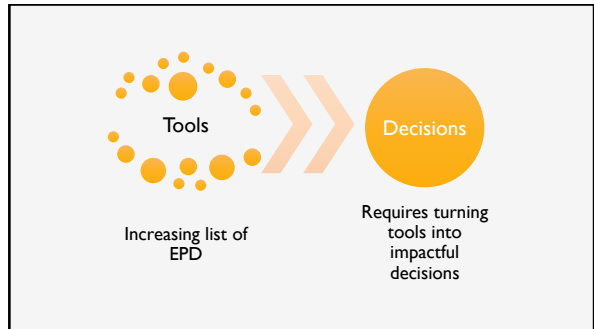 Tools
Decisions
Increasing list of
EPD
Requires turning
tools into
impactful
decisions